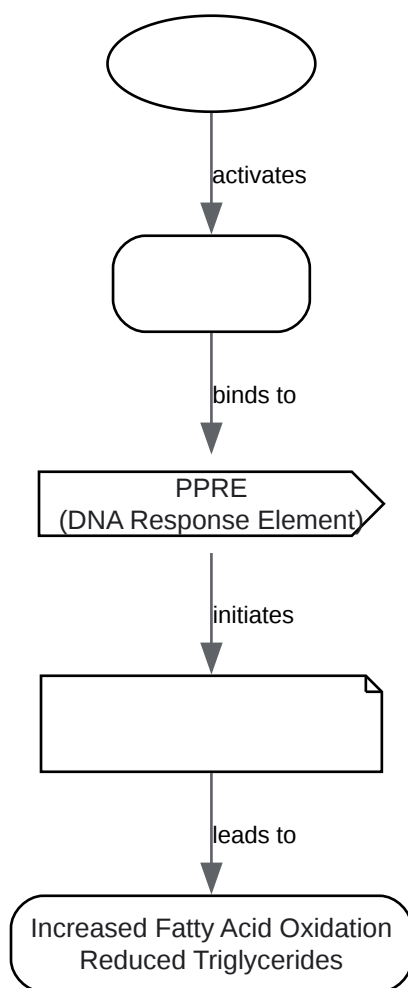 activates
binds to
PPRE
(DNA Response Element)
initiates
leads to
Increased Fatty Acid Oxidation
Reduced Triglycerides